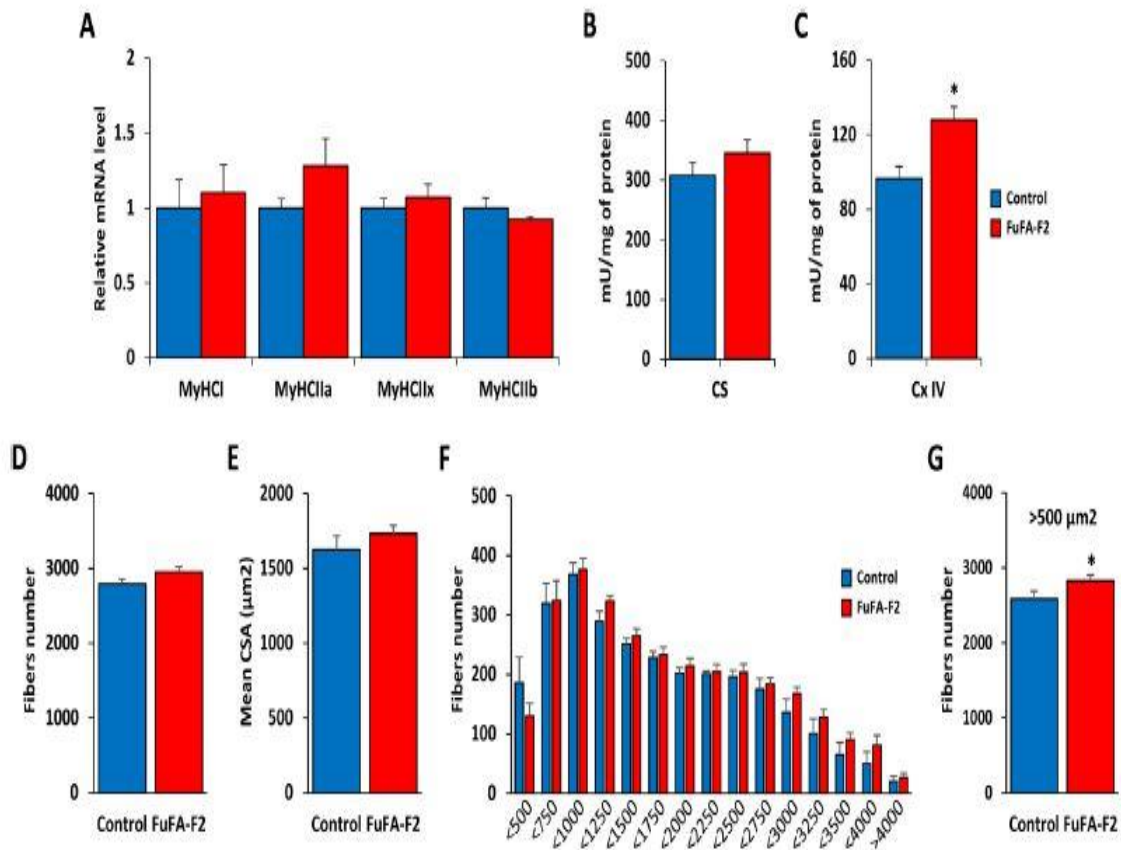 A
Relative mRNA level
2
1.5
1
0.5
0
MyHCI MyHCIIa MyHCIIx MyHCIIb
B
mU/mg of protein
500
400
300
200
100
0
CS
C
mU/mg of protein
160
120
80
40
0
*
Cx IV
Control
FuFA-F2
D
Fibers number
4000
3000
2000
1000
0
Control FuFA-F2
E
Mean CSA (µm2)
2000
1500
1000
500
0
Control FuFA-F2
F
Fibers number
500
400
300
200
100
0
<500 <750 <1000 <1250 <1500 <1750 <2000 <2250 <2500 <2750 <3000 <3250 <3500 <4000 >4000
Control
FuFA-F2
G
Fibers number
4000
3000
2000
1000
0
>500 µm2
*
Control FuFA-F2